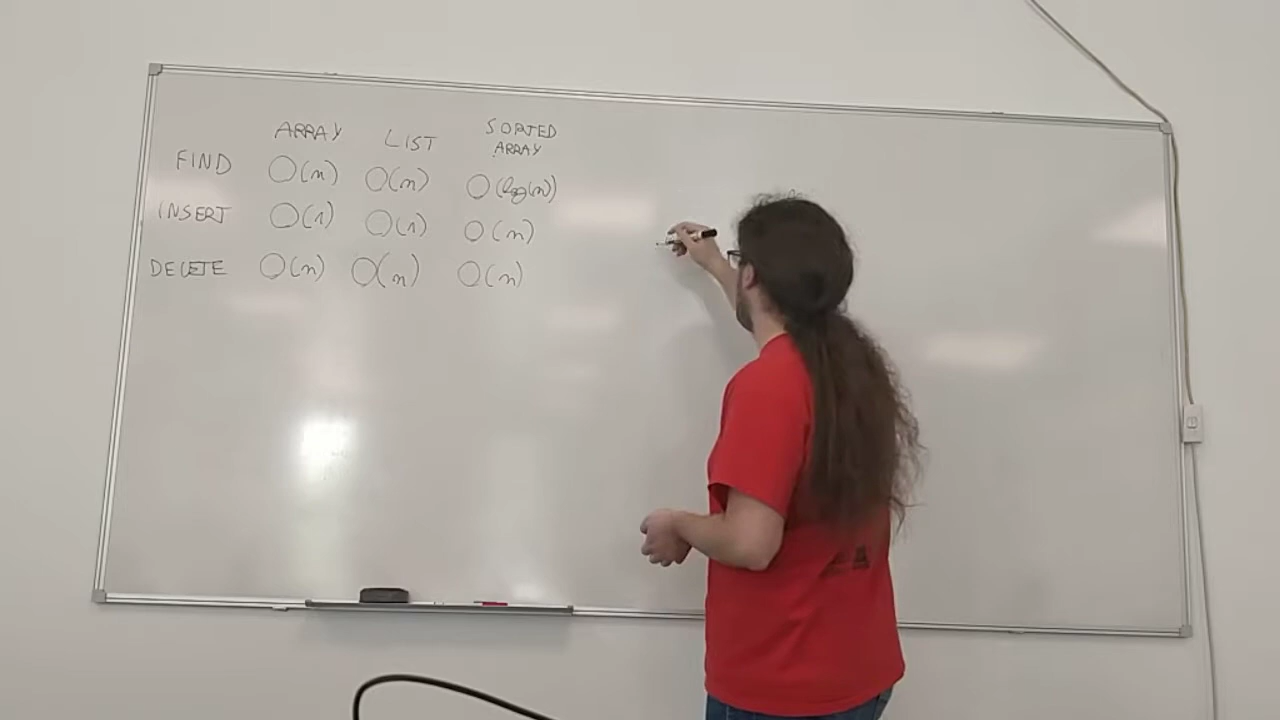 ARRAY LIST SORTED ARRAY
FIND O(n) O(n) O(log(n))
INSERT O(1) O(1) O(n)
DELETE O(n) O(n) O(n)